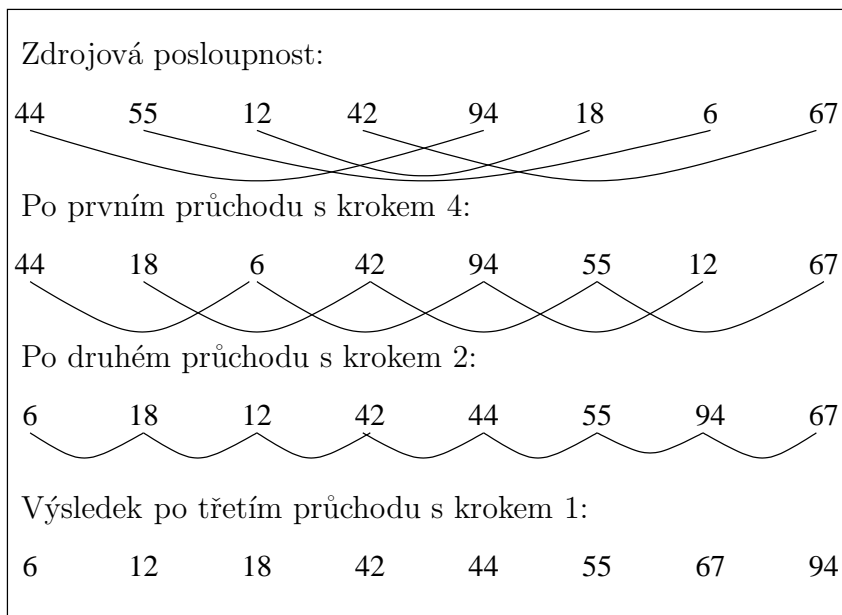 Zdrojová posloupnost:
44 55 12 42 94 18 6 67
Po prvním průchodu s krokem 4:
44 18 6 42 94 55 12 67
Po druhém průchodu s krokem 2:
6 18 12 42 44 55 94 67
Výsledek po třetím průchodu s krokem 1:
6 12 18 42 44 55 67 94